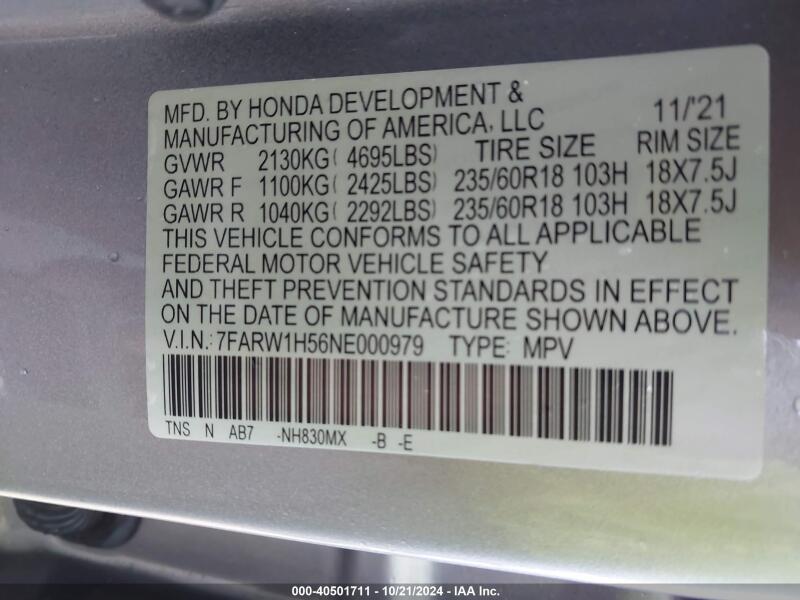 MFD. BY HONDA DEVELOPMENT & 11/'21
MANUFACTURING OF AMERICA, LLC
GVWR 2130KG( 4695LBS) TIRE SIZE RIM SIZE
GAWR F 1100KG( 2425LBS) 235/60R18 103H 18X7.5J
GAWR R 1040KG( 2292LBS) 235/60R18 103H 18X7.5J
THIS VEHICLE CONFORMS TO ALL APPLICABLE
FEDERAL MOTOR VEHICLE SAFETY
AND THEFT PREVENTION STANDARDS IN EFFECT
ON THE DATE OF MANUFACTURE SHOWN ABOVE.
V.I.N.: 7FARW1H56NE000979 TYPE: MPV
TNS N AB7 -NH830MX -B -E
000-40501711 - 10/21/2024 - IAA Inc.